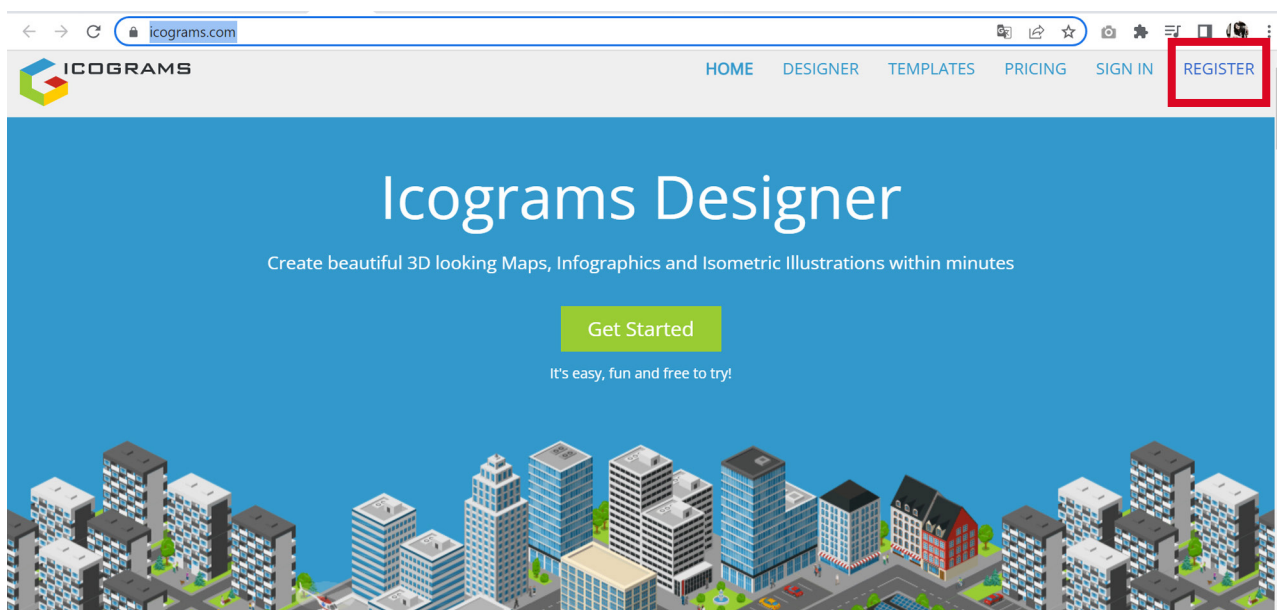 icograms.com
ICOGRAMS
HOME DESIGNER TEMPLATES PRICING SIGN IN REGISTER
Icograms Designer
Create beautiful 3D looking Maps, Infographics and Isometric Illustrations within minutes
Get Started
It's easy, fun and free to try!